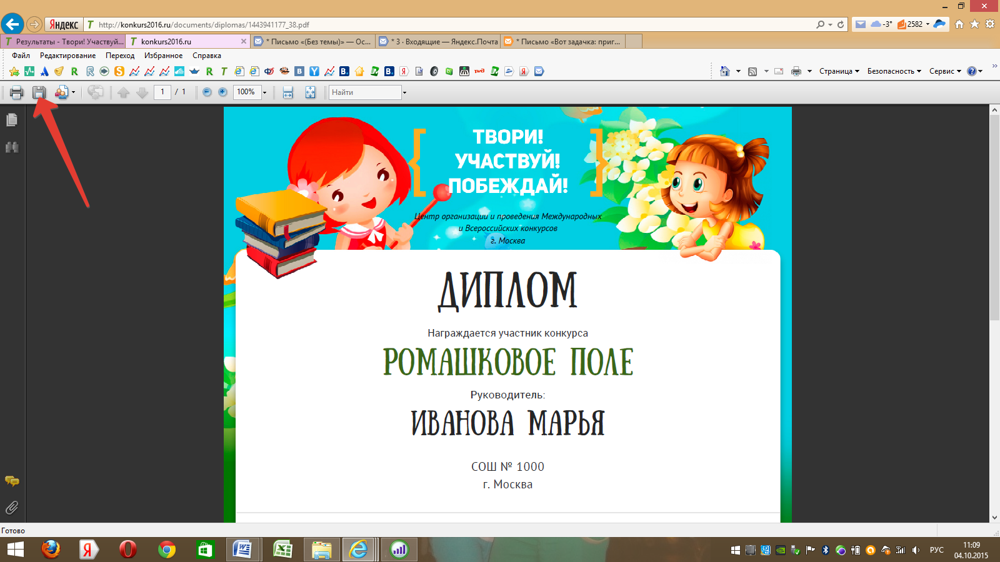 Яндекс
http://konkurs2016.ru/documents/diplomas/1443941177_38.pdf
-3°
2582
Результаты - Твори! Участвуй...
konkurs2016.ru
* Письмо «(Без темы)» — Ос...
* 3 · Входящие — Яндекс.Почта
* Письмо «Вот задачка: приг...
Файл Редактирование Переход Избранное Справка
Страница Безопасность Сервис
1 / 1
100%
Найти
ТВОРИ!
УЧАСТВУЙ!
ПОБЕЖДАЙ!
Центр организации и проведения Международных
и Всероссийских конкурсов
г. Москва
ДИПЛОМ
Награждается участник конкурса
РОМАШКОВОЕ ПОЛЕ
Руководитель:
ИВАНОВА МАРЬЯ
СОШ № 1000
г. Москва
Готово
РУС
11:09
04.10.2015